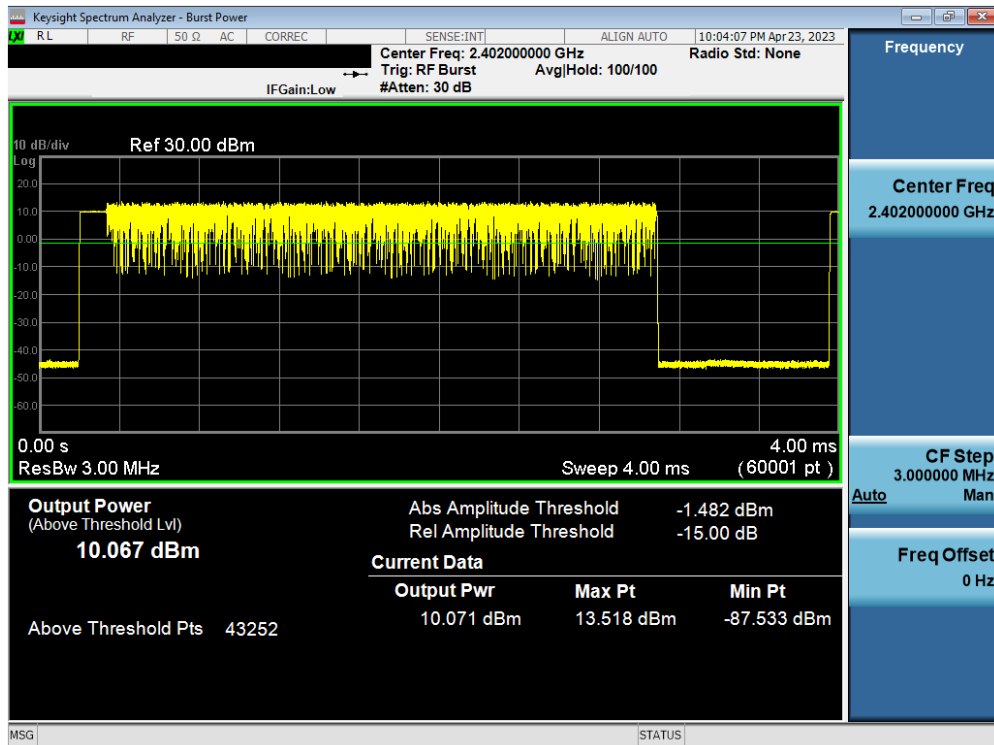 Keysight Spectrum Analyzer - Burst Power
LXI RL RF 50 Ω AC CORREC SENSE:INT ALIGN AUTO 10:04:07 PM Apr 23, 2023
Center Freq: 2.402000000 GHz Radio Std: None
Trig: RF Burst Avg|Hold: 100/100
IFGain:Low #Atten: 30 dB
Frequency
10 dB/div Ref 30.00 dBm
Log
20.0
10.0
0.00
-10.0
-20.0
-30.0
-40.0
-50.0
-60.0
0.00 s 4.00 ms
ResBw 3.00 MHz Sweep 4.00 ms (60001 pt)
Center Freq
2.402000000 GHz
CF Step
3.000000 MHz
Auto Man
Freq Offset
0 Hz
Output Power
(Above Threshold Lvl)
10.067 dBm
Above Threshold Pts 43252
Abs Amplitude Threshold -1.482 dBm
Rel Amplitude Threshold -15.00 dB
Current Data
Output Pwr Max Pt Min Pt
10.071 dBm 13.518 dBm -87.533 dBm
MSG STATUS